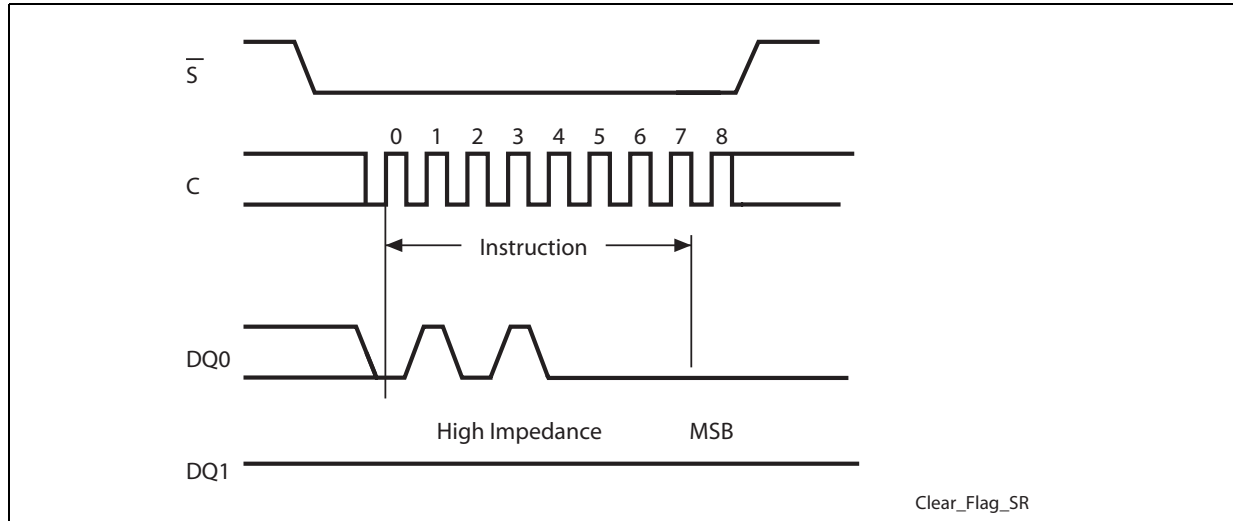 S
0 1 2 3 4 5 6 7 8
C
Instruction
DQ0
High Impedance MSB
DQ1
Clear_Flag_SR